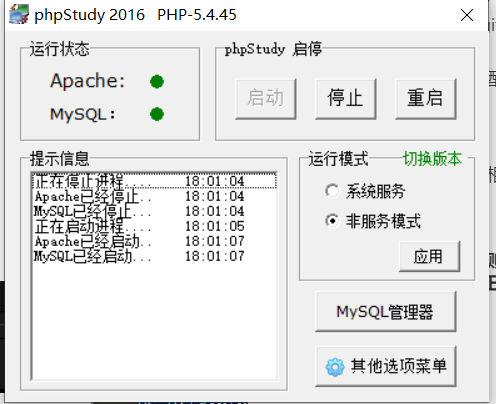 phpStudy 2016 PHP-5.4.45
运行状态
Apache:
MySQL:
phpStudy 启停
启动
停止
重启
提示信息
正在停止进程.... 18:01:04
Apache已经停止.. 18:01:04
MySQL已经停止... 18:01:04
正在启动进程.... 18:01:05
Apache已经启动.. 18:01:07
MySQL已经启动... 18:01:07
运行模式
切换版本
系统服务
非服务模式
应用
MySQL管理器
其他选项菜单